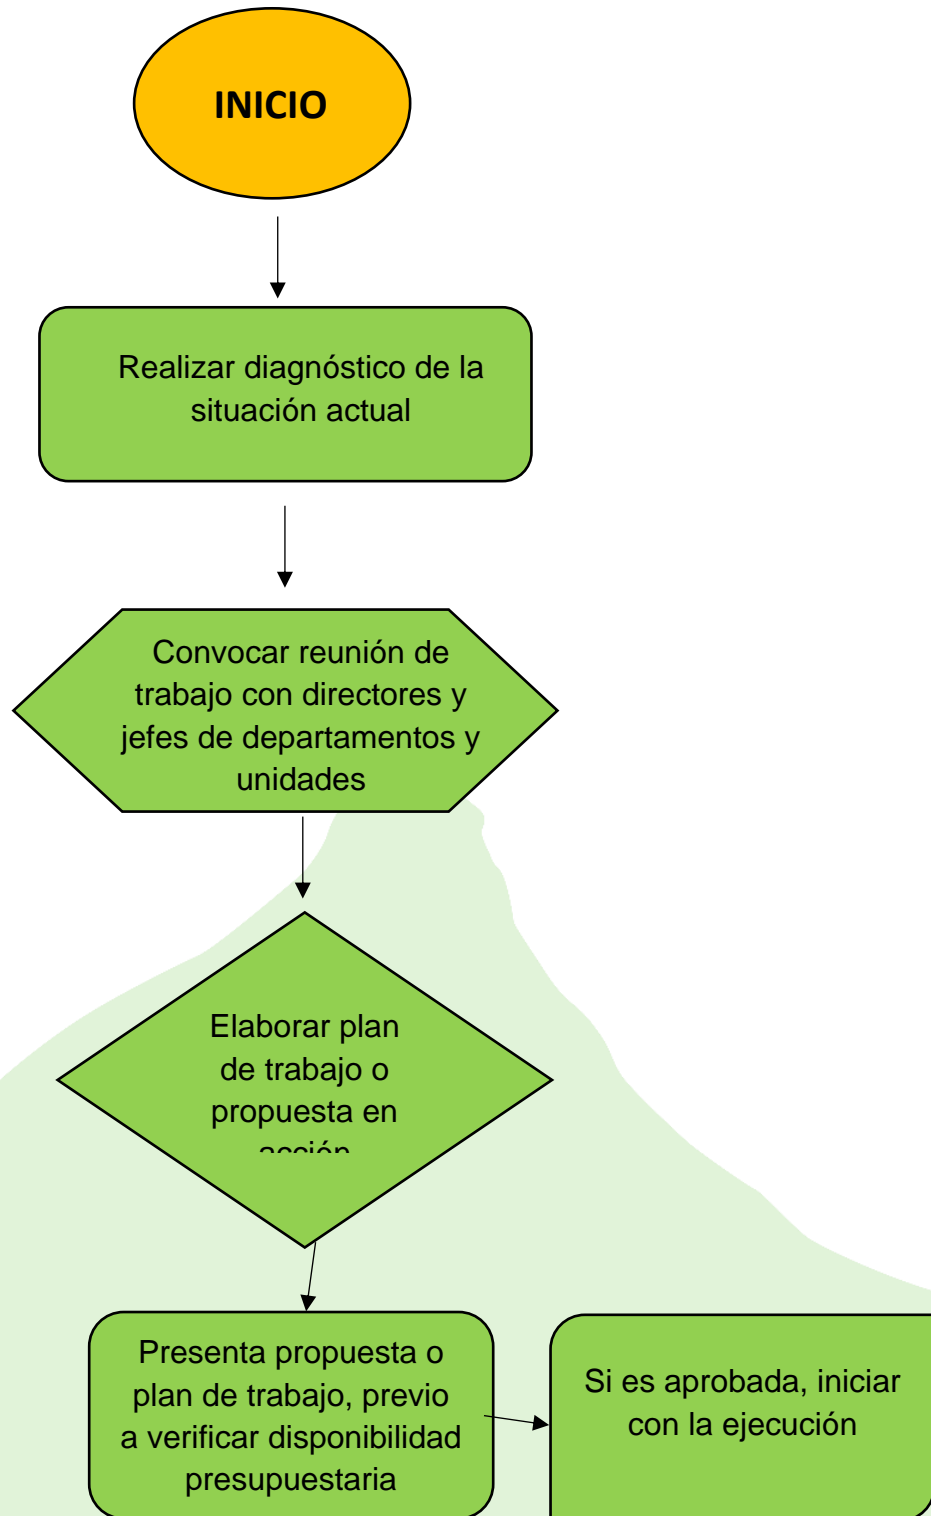 INICIO
Realizar diagnóstico de la
situación actual
Convocar reunión de
trabajo con directores y
jefes de departamentos y
unidades
Elaborar plan
de trabajo o
propuesta en
acción
Presenta propuesta o
plan de trabajo, previo
a verificar disponibilidad
presupuestaria
Si es aprobada, iniciar
con la ejecución